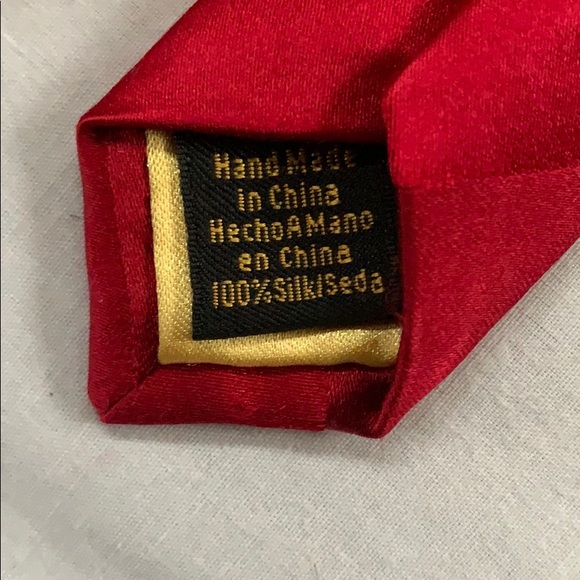 Hand Made
in China
HechoAMano
en China
100%Silk/Seda